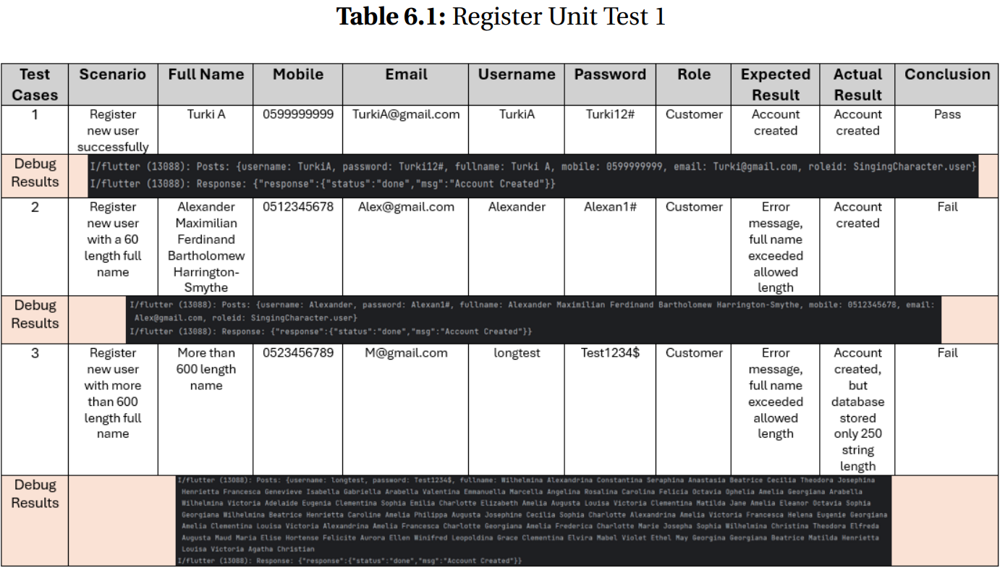 Table 6.1: Register Unit Test 1
Test Cases Scenario Full Name Mobile Email Username Password Role Expected Result Actual Result Conclusion
1 Register new user successfully Turki A 0599999999 TurkiA@gmail.com TurkiA Turki12# Customer Account created Account created Pass
Debug Results
I/flutter (13088): Posts: {username: TurkiA, password: Turki12#, fullname: Turki A, mobile: 0599999999, email: Turki@gmail.com, roleid: SingingCharacter.user}
I/flutter (13088): Response: {"response":{"status":"done","msg":"Account Created"}}
2 Register new user with a 60 length full name Alexander Maximilian Ferdinand Bartholomew Harrington-Smythe 0512345678 Alex@gmail.com Alexander Alexan1# Customer Error message, full name exceeded allowed length Account created Fail
Debug Results
I/flutter (13088): Posts: {username: Alexander, password: Alexan1#, fullname: Alexander Maximilian Ferdinand Bartholomew Harrington-Smythe, mobile: 0512345678, email:
Alex@gmail.com, roleid: SingingCharacter.user}
I/flutter (13088): Response: {"response":{"status":"done","msg":"Account Created"}}
3 Register new user with more than 600 length full name More than 600 length name 0523456789 M@gmail.com longtest Test1234$ Customer Error message, full name exceeded allowed length Account created, but database stored only 250 string length Fail
Debug Results
I/flutter (13088): Posts: {username: longtest, password: Test1234$, fullname: Wilhelmina Alexandrina Constantina Seraphina Anastasia Beatrice Cecilia Theodora Josephina
Henrietta Francesca Genevieve Isabella Gabriella Arabella Valentina Emmanuella Marcella Angelina Rosalina Carolina Felicia Octavia Ophelia Amelia Georgiana Arabella
Wilhelmina Victoria Adelaide Eugenia Clementina Sophia Emilia Charlotte Elizabeth Amelia Augusta Louisa Victoria Clementina Matilda Jane Amelia Eleanor Octavia Sophia
Georgiana Wilhelmina Beatrice Henrietta Caroline Amelia Philippa Augusta Josephine Cecilia Sophia Charlotte Alexandrina Amelia Victoria Francesca Helena Eugenie Georgiana
Amelia Clementina Louisa Victoria Alexandrina Amelia Francesca Charlotte Georgiana Amelia Frederica Charlotte Marie Josepha Sophia Wilhelmina Christina Theodora Elfreda
Augusta Maud Maria Elise Hortense Felicite Aurora Ellen Winifred Leopoldina Grace Clementina Elvira Mabel Violet Ethel May Georgina Georgiana Beatrice Matilda Henrietta
Louisa Victoria Agatha Christian
I/flutter (13088): Response: {"response":{"status":"done","msg":"Account Created"}}